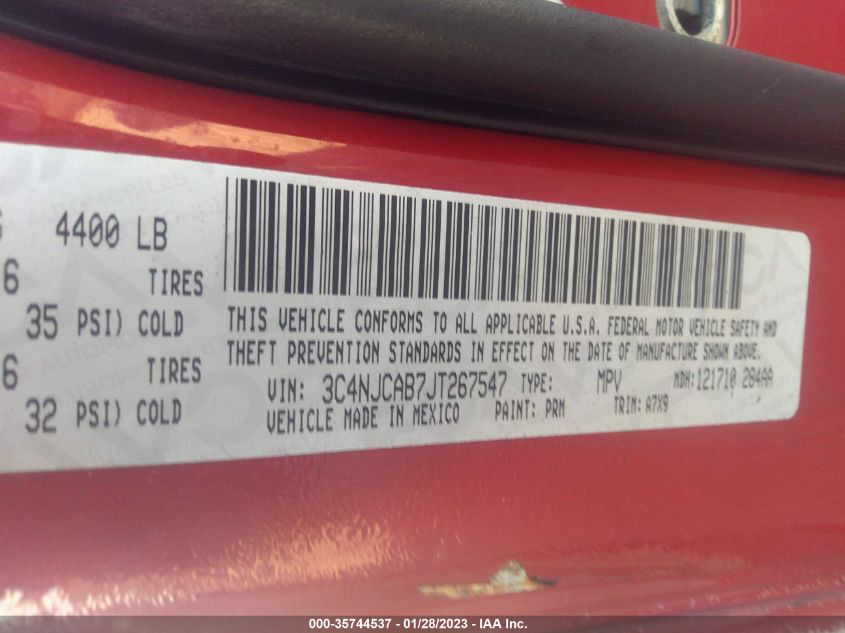 4400 LB
6 TIRES
35 PSI) COLD
6 TIRES
32 PSI) COLD
THIS VEHICLE CONFORMS TO ALL APPLICABLE U.S.A. FEDERAL MOTOR VEHICLE SAFETY AND
THEFT PREVENTION STANDARDS IN EFFECT ON THE DATE OF MANUFACTURE SHOWN ABOVE.
VIN: 3C4NJCAB7JT267547 TYPE: MPV MDH:121710 284AA
VEHICLE MADE IN MEXICO PAINT: PRM TRIM: A7X9
000-35744537 - 01/28/2023 - IAA Inc.